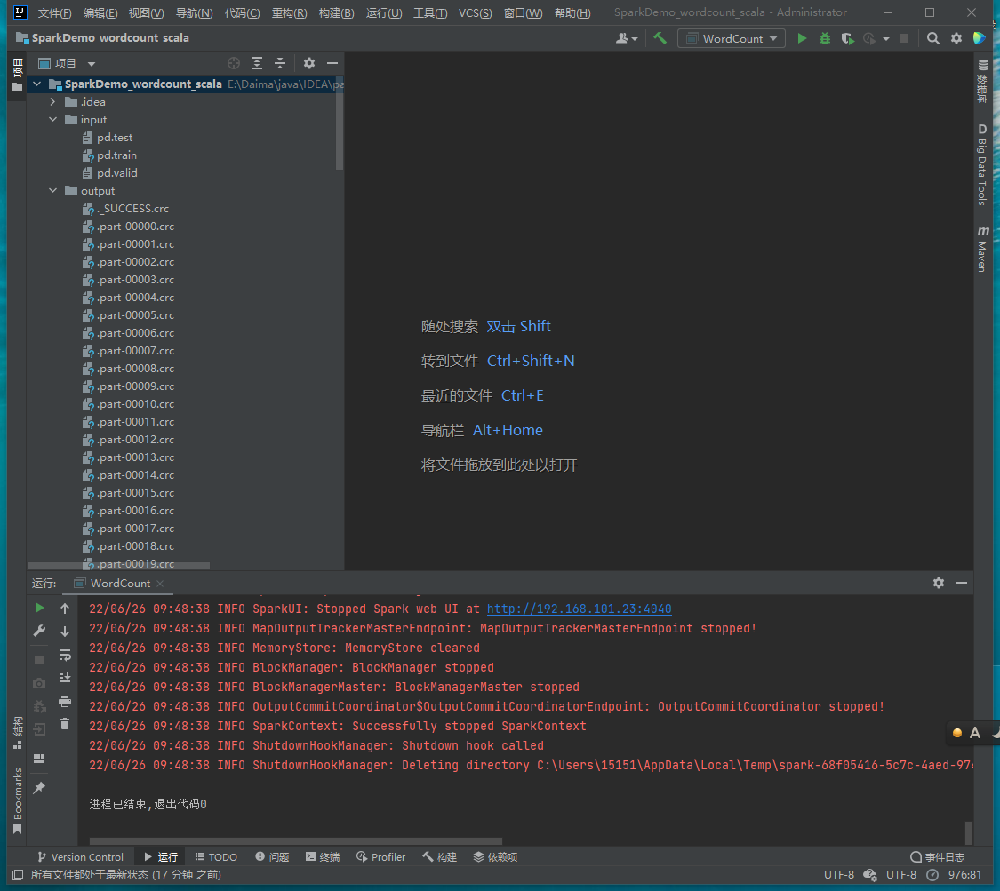 文件(F) 编辑(E) 视图(V) 导航(N) 代码(C) 重构(R) 构建(B) 运行(U) 工具(T) VCS(S) 窗口(W) 帮助(H) SparkDemo_wordcount_scala - Administrator
SparkDemo_wordcount_scala
WordCount
项目
项目
SparkDemo_wordcount_scala E:\Daima\java\IDEA\pa
.idea
input
pd.test
pd.train
pd.valid
output
._SUCCESS.crc
.part-00000.crc
.part-00001.crc
.part-00002.crc
.part-00003.crc
.part-00004.crc
.part-00005.crc
.part-00006.crc
.part-00007.crc
.part-00008.crc
.part-00009.crc
.part-00010.crc
.part-00011.crc
.part-00012.crc
.part-00013.crc
.part-00014.crc
.part-00015.crc
.part-00016.crc
.part-00017.crc
.part-00018.crc
.part-00019.crc
随处搜索 双击 Shift
转到文件 Ctrl+Shift+N
最近的文件 Ctrl+E
导航栏 Alt+Home
将文件拖放到此处以打开
数据库
D Big Data Tools
m Maven
运行: WordCount
22/06/26 09:48:38 INFO SparkUI: Stopped Spark web UI at http://192.168.101.23:4040
22/06/26 09:48:38 INFO MapOutputTrackerMasterEndpoint: MapOutputTrackerMasterEndpoint stopped!
22/06/26 09:48:38 INFO MemoryStore: MemoryStore cleared
22/06/26 09:48:38 INFO BlockManager: BlockManager stopped
22/06/26 09:48:38 INFO BlockManagerMaster: BlockManagerMaster stopped
22/06/26 09:48:38 INFO OutputCommitCoordinator$OutputCommitCoordinatorEndpoint: OutputCommitCoordinator stopped!
22/06/26 09:48:38 INFO SparkContext: Successfully stopped SparkContext
22/06/26 09:48:38 INFO ShutdownHookManager: Shutdown hook called
22/06/26 09:48:38 INFO ShutdownHookManager: Deleting directory C:\Users\15151\AppData\Local\Temp\spark-68f05416-5c7c-4aed-974
进程已结束,退出代码0
结构
Bookmarks
A
Version Control 运行 TODO 问题 终端 Profiler 构建 依赖项 事件日志
所有文件都处于最新状态 (17 分钟 之前) UTF-8 UTF-8 976:81